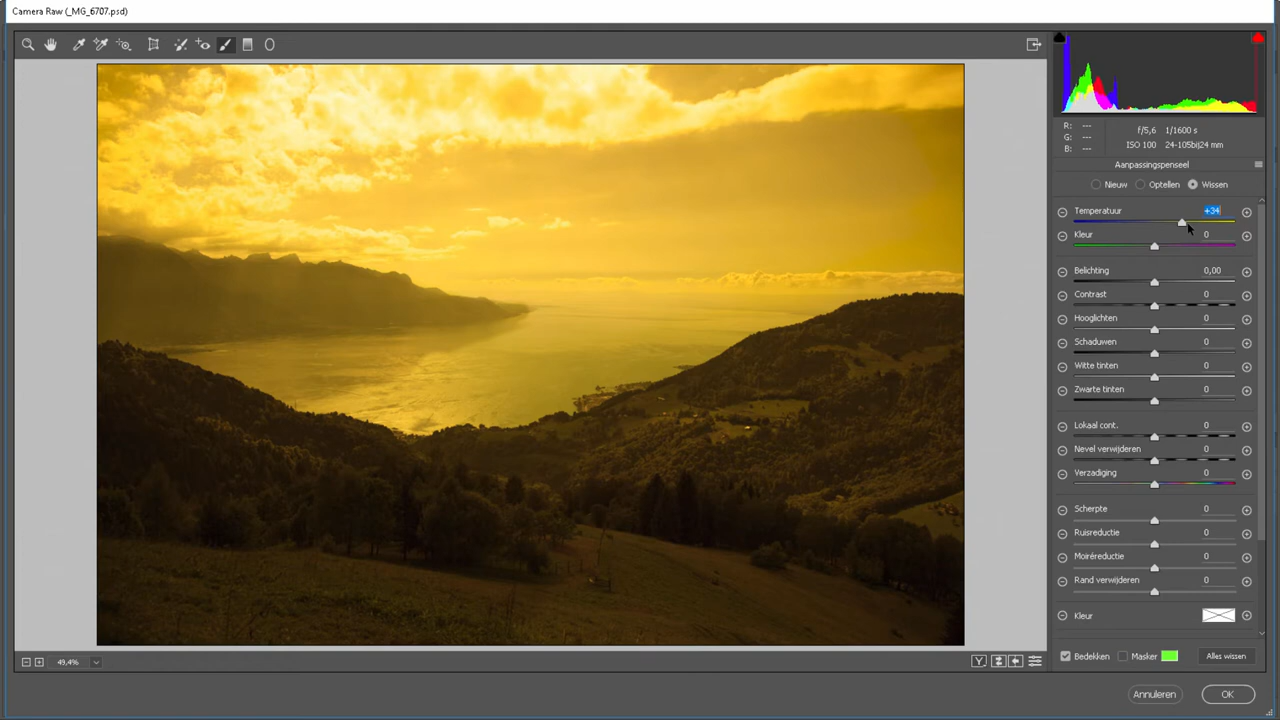 Camera Raw (_MG_6707.psd)
R: ---
G: ---
B: ---
f/5,6 1/1600 s
ISO 100 24-105bij24 mm
Aanpassingspenseel
Nieuw Optellen Wissen
Temperatuur +34
Kleur 0
Belichting 0,00
Contrast 0
Hooglichten 0
Schaduwen 0
Witte tinten 0
Zwarte tinten 0
Lokaal cont. 0
Nevel verwijderen 0
Verzadiging 0
Scherpte 0
Ruisreductie 0
Moiréreductie 0
Rand verwijderen 0
Kleur
49,4% Y
Bedekken Masker Alles wissen
Annuleren OK